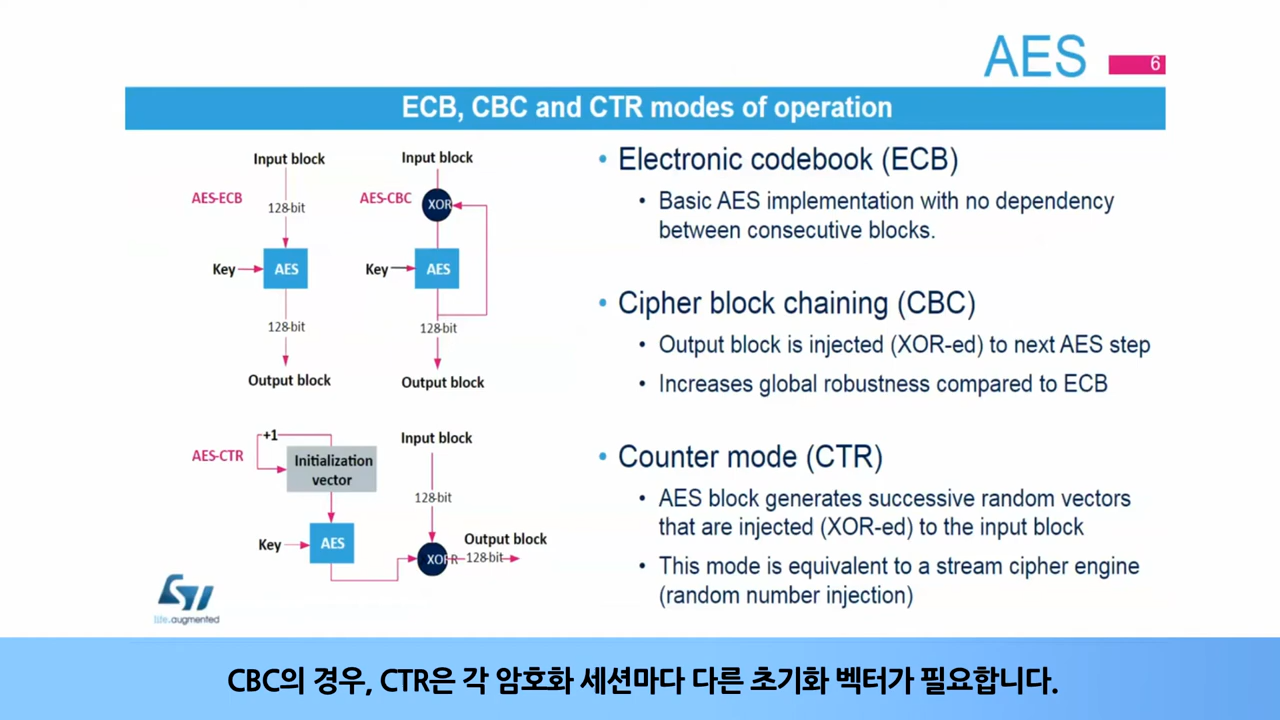 AES
6
ECB, CBC and CTR modes of operation
Input block
AES-ECB
128-bit
Key
AES
128-bit
Output block
Input block
AES-CBC
XOR
Key
AES
128-bit
Output block
+1
AES-CTR
Initialization
vector
Key
AES
Input block
128-bit
XOR
Output block
128-bit
• Electronic codebook (ECB)
• Basic AES implementation with no dependency
between consecutive blocks.
• Cipher block chaining (CBC)
• Output block is injected (XOR-ed) to next AES step
• Increases global robustness compared to ECB
• Counter mode (CTR)
• AES block generates successive random vectors
that are injected (XOR-ed) to the input block
• This mode is equivalent to a stream cipher engine
(random number injection)
ST
life.augmented
CBC의 경우, CTR은 각 암호화 세션마다 다른 초기화 벡터가 필요합니다.